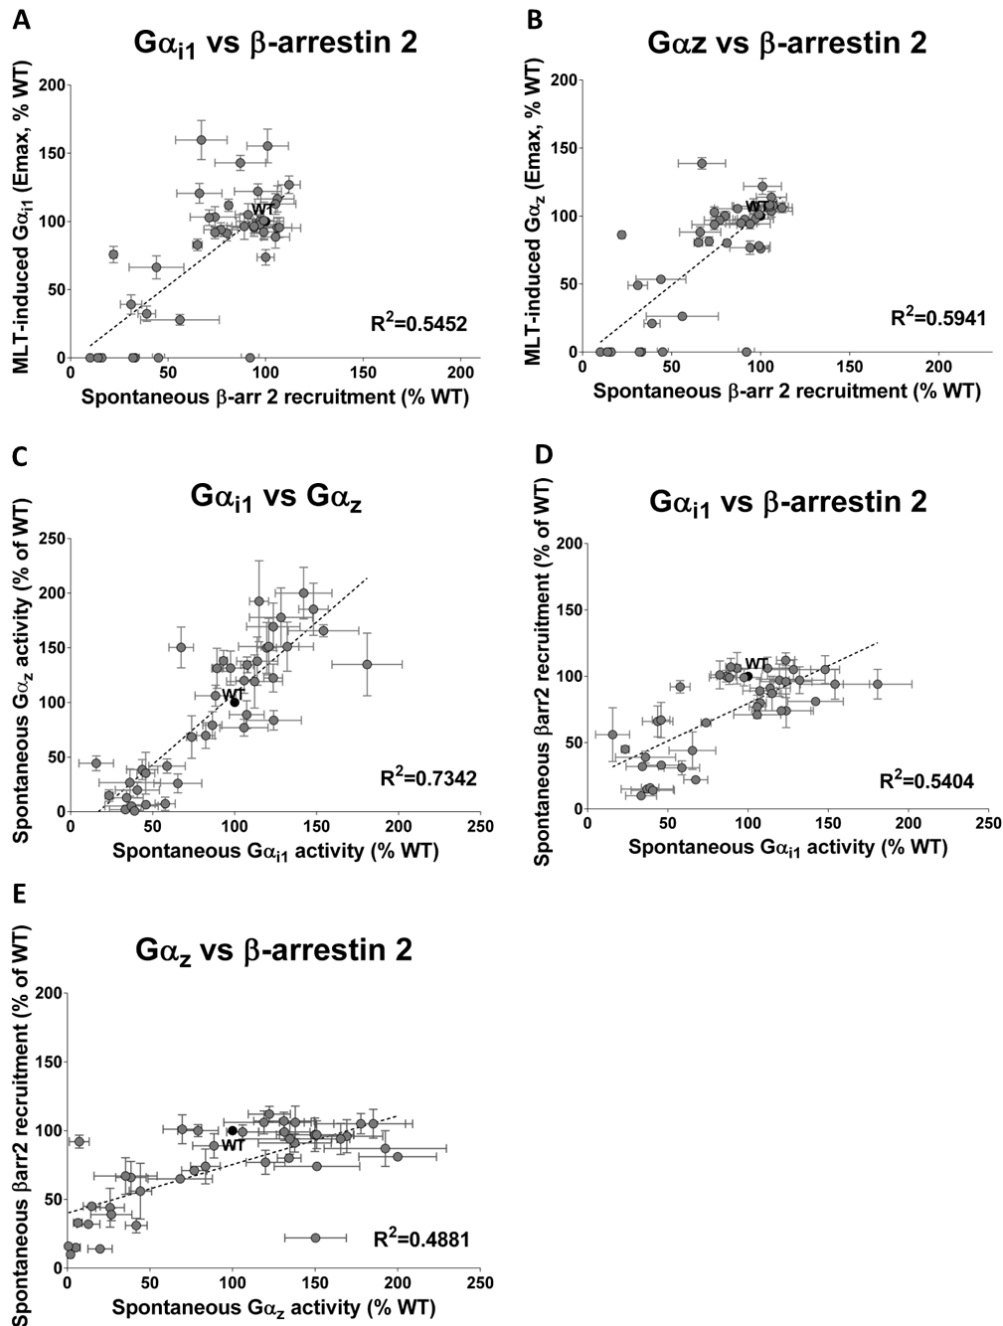 A
Gαi1 vs β-arrestin 2
MLT-induced Gαi1 (Emax, % WT)
200
150
100
50
0
WT
R²=0.5452
0 50 100 150 200
Spontaneous β-arr 2 recruitment (% WT)
B
Gαz vs β-arrestin 2
MLT-induced Gαz (Emax, % WT)
200
150
100
50
0
WT
R²=0.5941
0 50 100 150 200
Spontaneous β-arr 2 recruitment (% WT)
C
Gαi1 vs Gαz
Spontaneous Gαz activity (% of WT)
250
200
150
100
50
0
WT
R²=0.7342
0 50 100 150 200 250
Spontaneous Gαi1 activity (% WT)
D
Gαi1 vs β-arrestin 2
Spontaneous βarr2 recruitment (% of WT)
200
150
100
50
0
WT
R²=0.5404
0 50 100 150 200 250
Spontaneous Gαi1 activity (% WT)
E
Gαz vs β-arrestin 2
Spontaneous βarr2 recruitment (% of WT)
200
150
100
50
0
WT
R²=0.4881
0 50 100 150 200 250
Spontaneous Gαz activity (% WT)